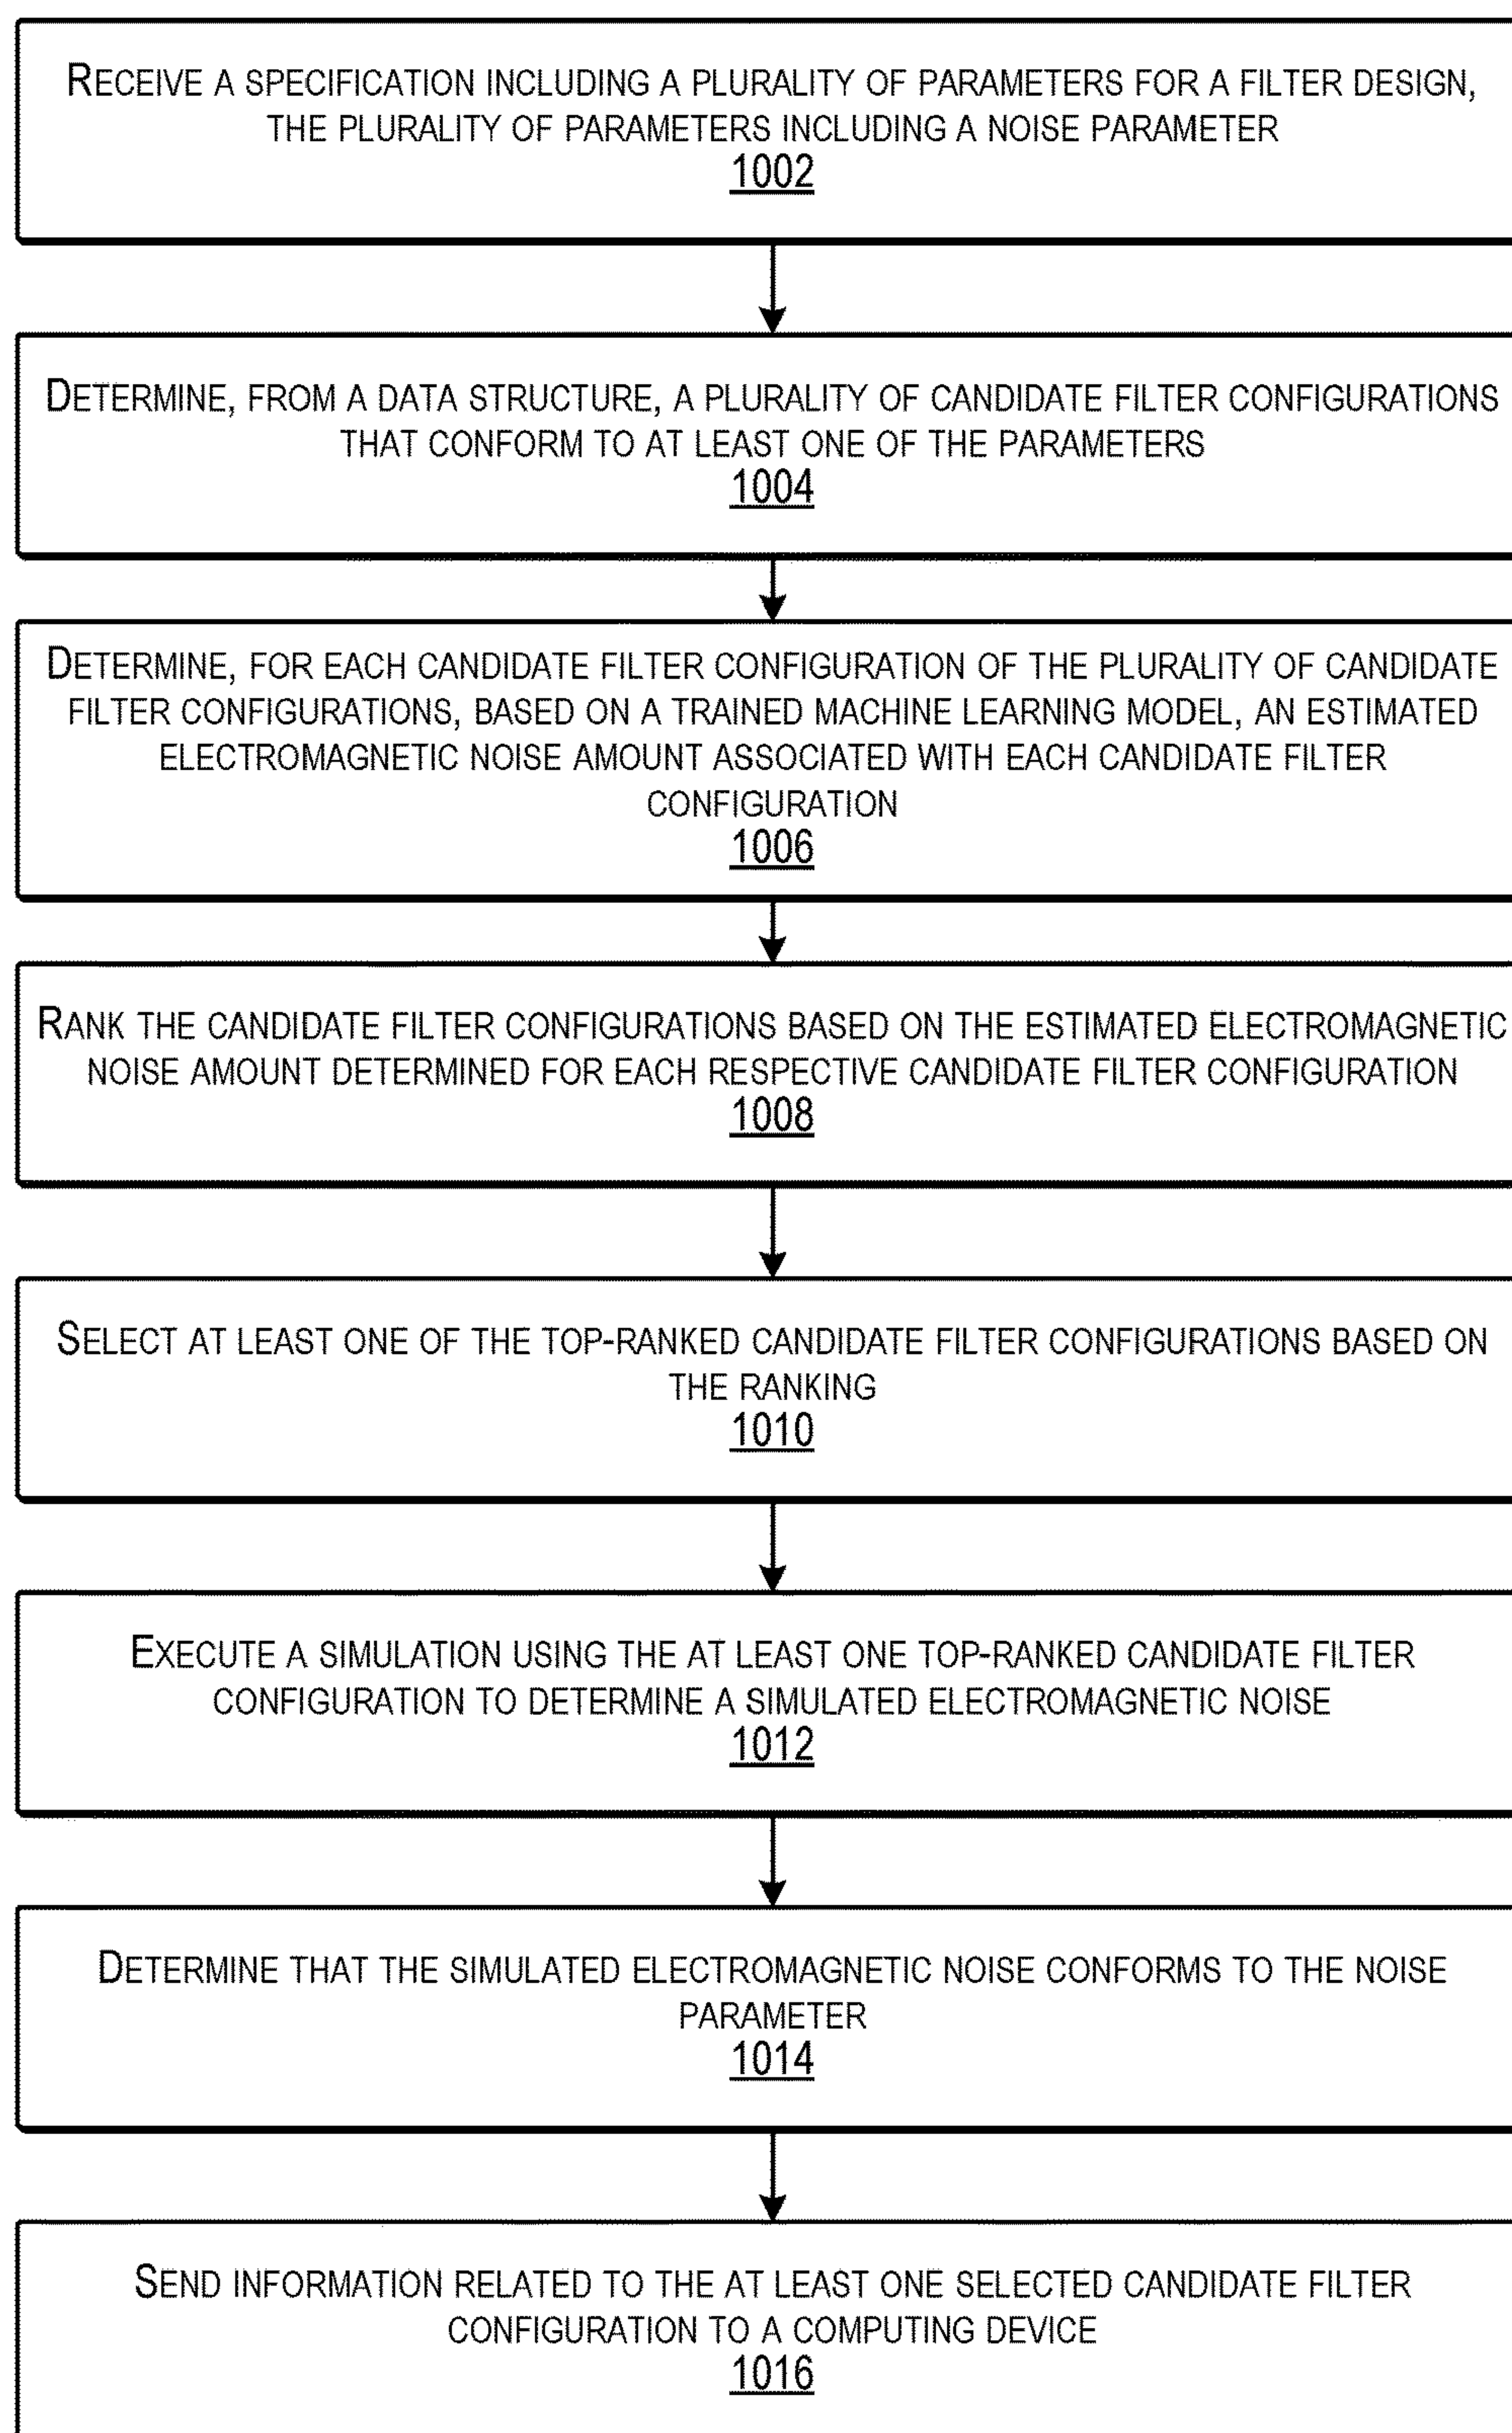 RECEIVE A SPECIFICATION INCLUDING A PLURALITY OF PARAMETERS FOR A FILTER DESIGN,
THE PLURALITY OF PARAMETERS INCLUDING A NOISE PARAMETER
1002
DETERMINE, FROM A DATA STRUCTURE, A PLURALITY OF CANDIDATE FILTER CONFIGURATIONS
THAT CONFORM TO AT LEAST ONE OF THE PARAMETERS
1004
DETERMINE, FOR EACH CANDIDATE FILTER CONFIGURATION OF THE PLURALITY OF CANDIDATE
FILTER CONFIGURATIONS, BASED ON A TRAINED MACHINE LEARNING MODEL, AN ESTIMATED
ELECTROMAGNETIC NOISE AMOUNT ASSOCIATED WITH EACH CANDIDATE FILTER
CONFIGURATION
1006
RANK THE CANDIDATE FILTER CONFIGURATIONS BASED ON THE ESTIMATED ELECTROMAGNETIC
NOISE AMOUNT DETERMINED FOR EACH RESPECTIVE CANDIDATE FILTER CONFIGURATION
1008
SELECT AT LEAST ONE OF THE TOP-RANKED CANDIDATE FILTER CONFIGURATIONS BASED ON
THE RANKING
1010
EXECUTE A SIMULATION USING THE AT LEAST ONE TOP-RANKED CANDIDATE FILTER
CONFIGURATION TO DETERMINE A SIMULATED ELECTROMAGNETIC NOISE
1012
DETERMINE THAT THE SIMULATED ELECTROMAGNETIC NOISE CONFORMS TO THE NOISE
PARAMETER
1014
SEND INFORMATION RELATED TO THE AT LEAST ONE SELECTED CANDIDATE FILTER
CONFIGURATION TO A COMPUTING DEVICE
1016